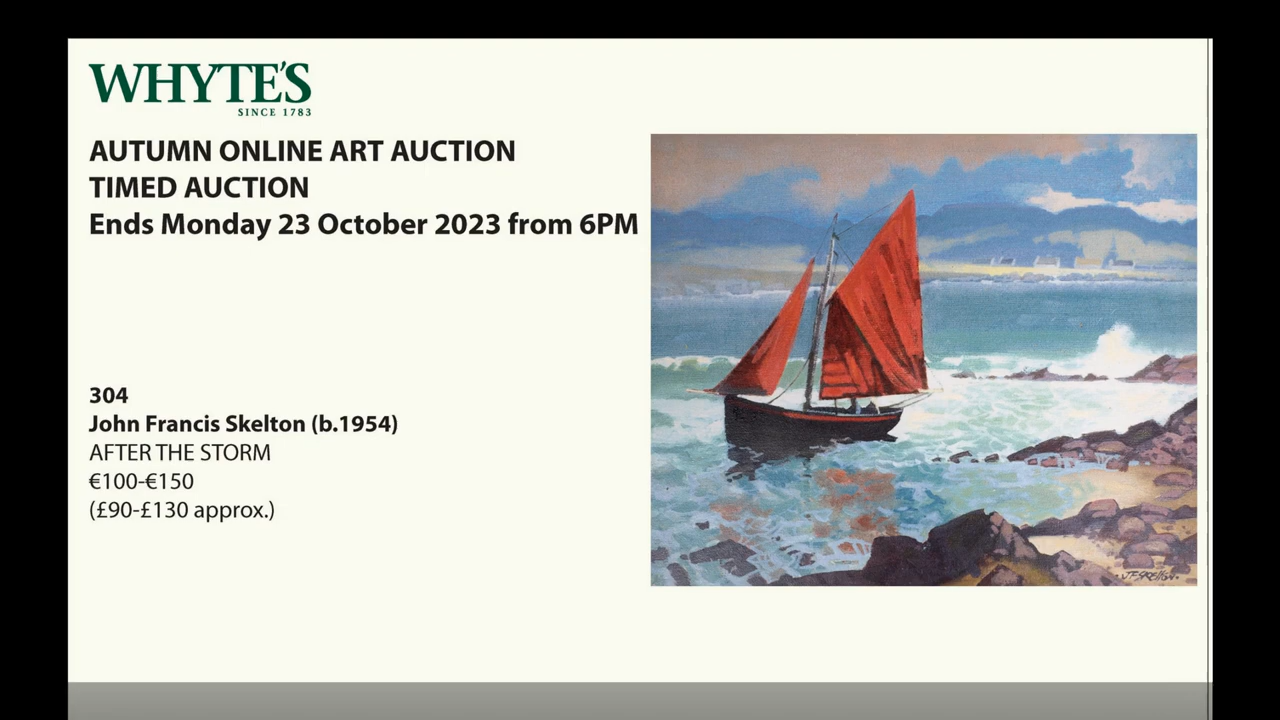 WHYTE'S
SINCE 1783
AUTUMN ONLINE ART AUCTION
TIMED AUCTION
Ends Monday 23 October 2023 from 6PM
304
John Francis Skelton (b.1954)
AFTER THE STORM
€100-€150
(£90-£130 approx.)